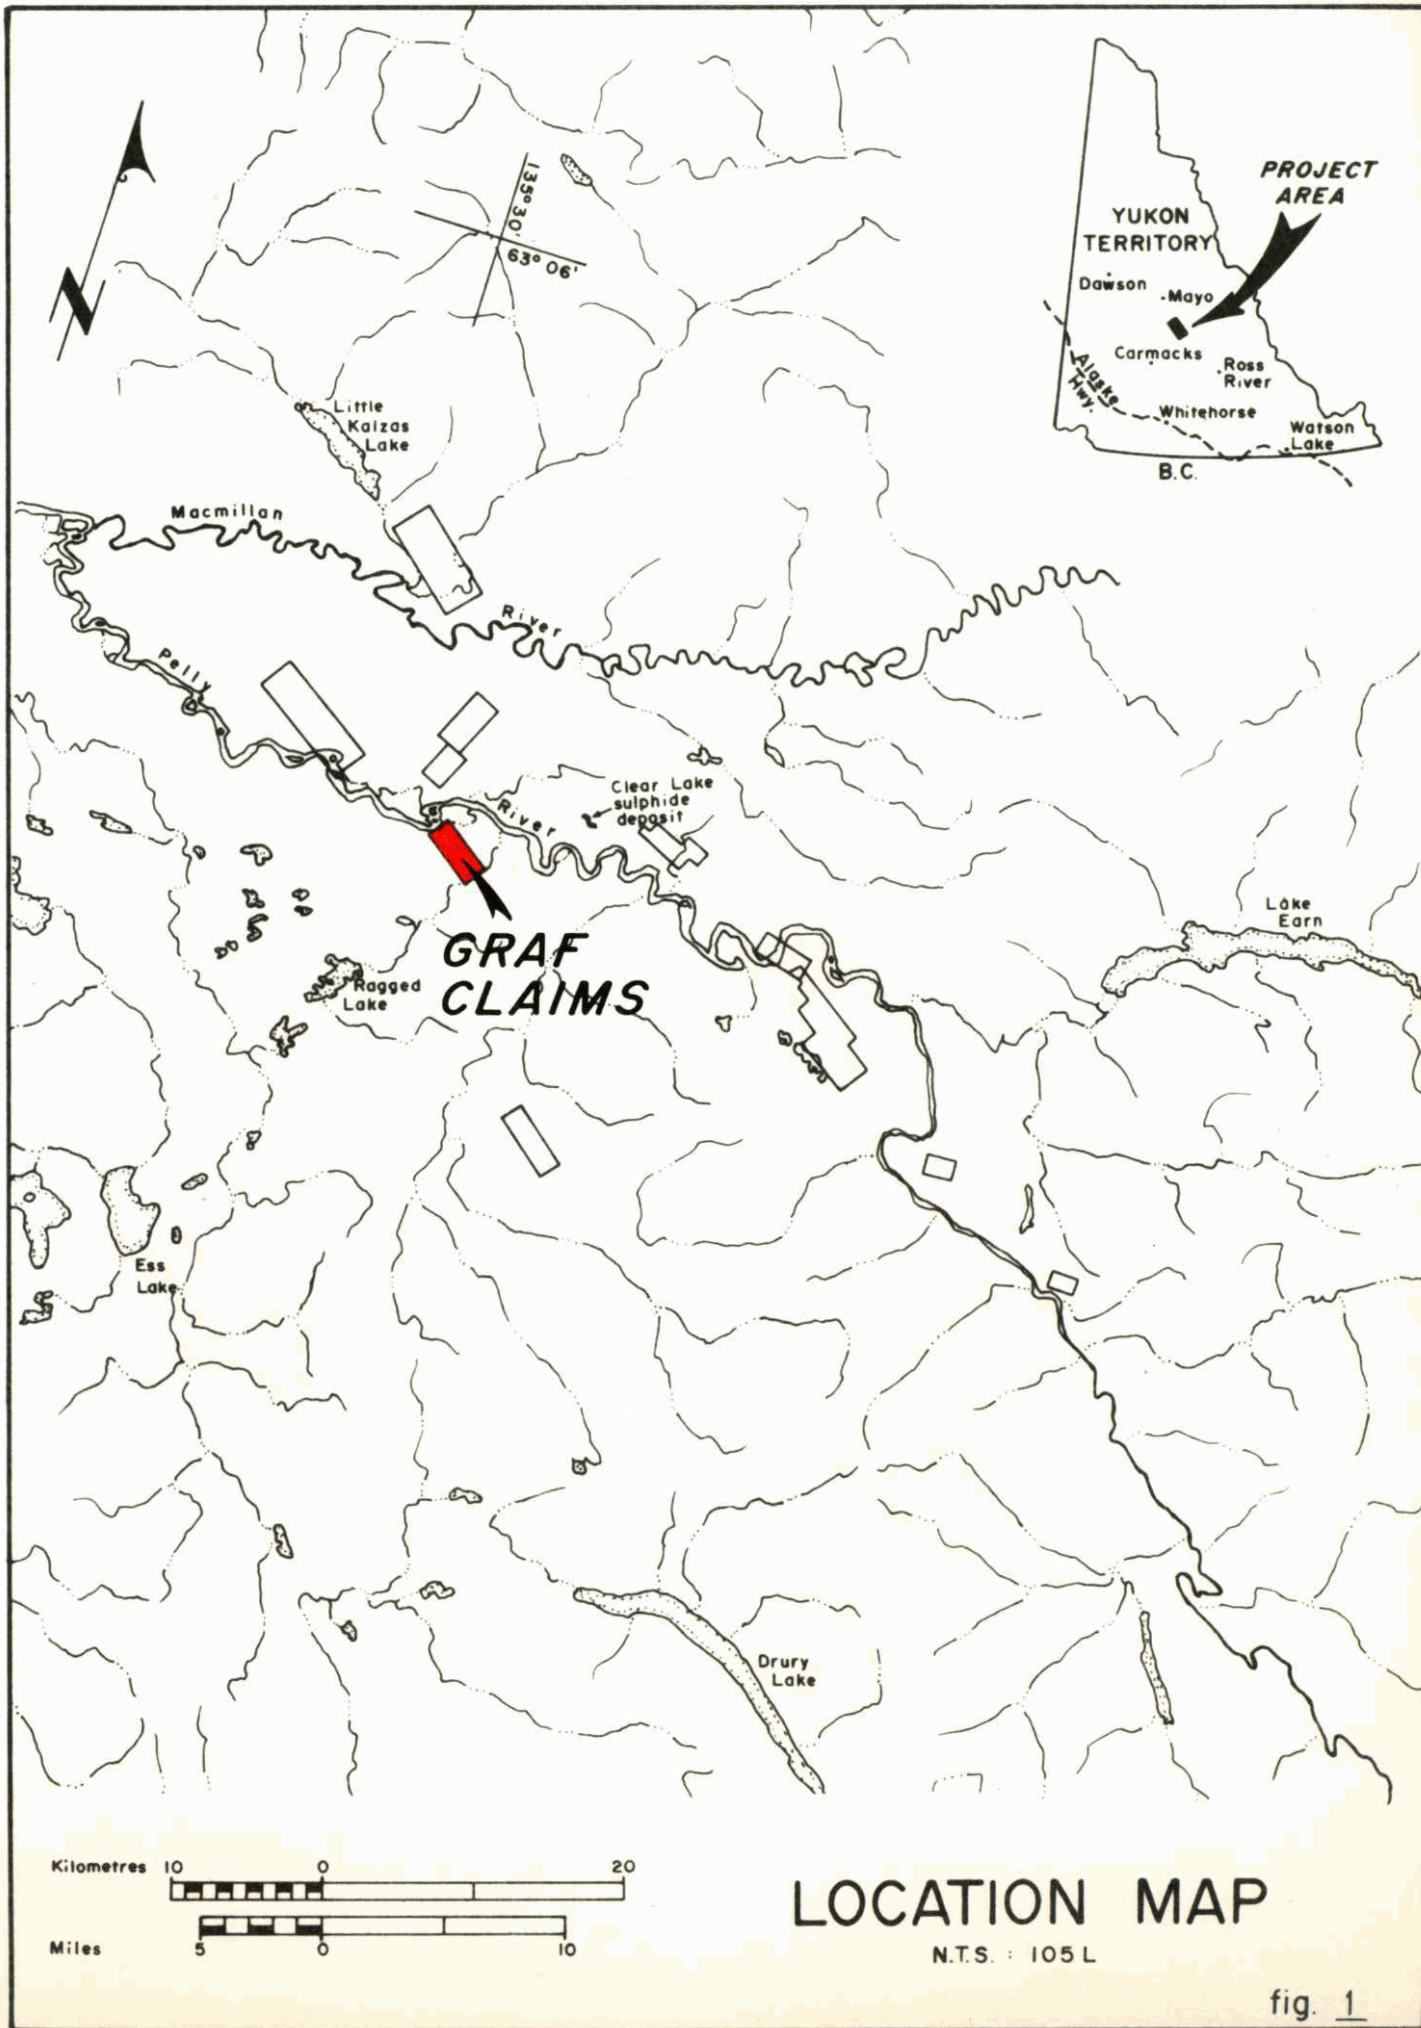 135° 30'
63° 06'
N
PROJECT
AREA
YUKON
TERRITORY
Dawson
Mayo
Carmacks
Ross
River
Alaske
Hwy.
Whitehorse
Watson
Lake
B.C.
Little
Kalzas
Lake
Macmillan
River
Pelly
River
Clear Lake
sulphide
deposit
GRAF
CLAIMS
Ragged
Lake
Lake
Earn
Ess
Lake
Drury
Lake
Kilometres 10 0 20
Miles 5 0 10
LOCATION MAP
N.T.S. : 105 L
fig. 1